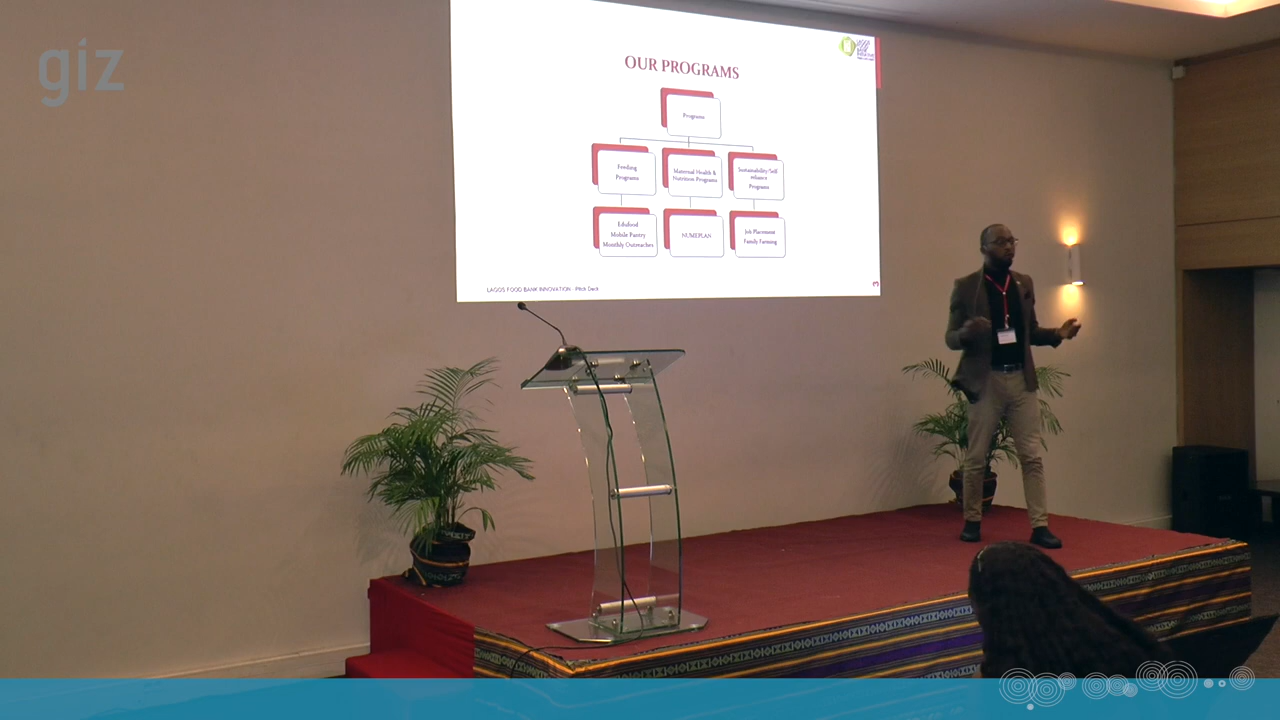 giz
OUR PROGRAMS
Programs
Feeding
Programs
Maternal Health &
Nutrition Programs
Sustainability/Self
reliance
Programs
Edufood
Mobile Pantry
Monthly Outreaches
NUMEPLAN
Job Placement
Family Farming
LAGOS FOOD BANK INNOVATION Pitch Deck
3